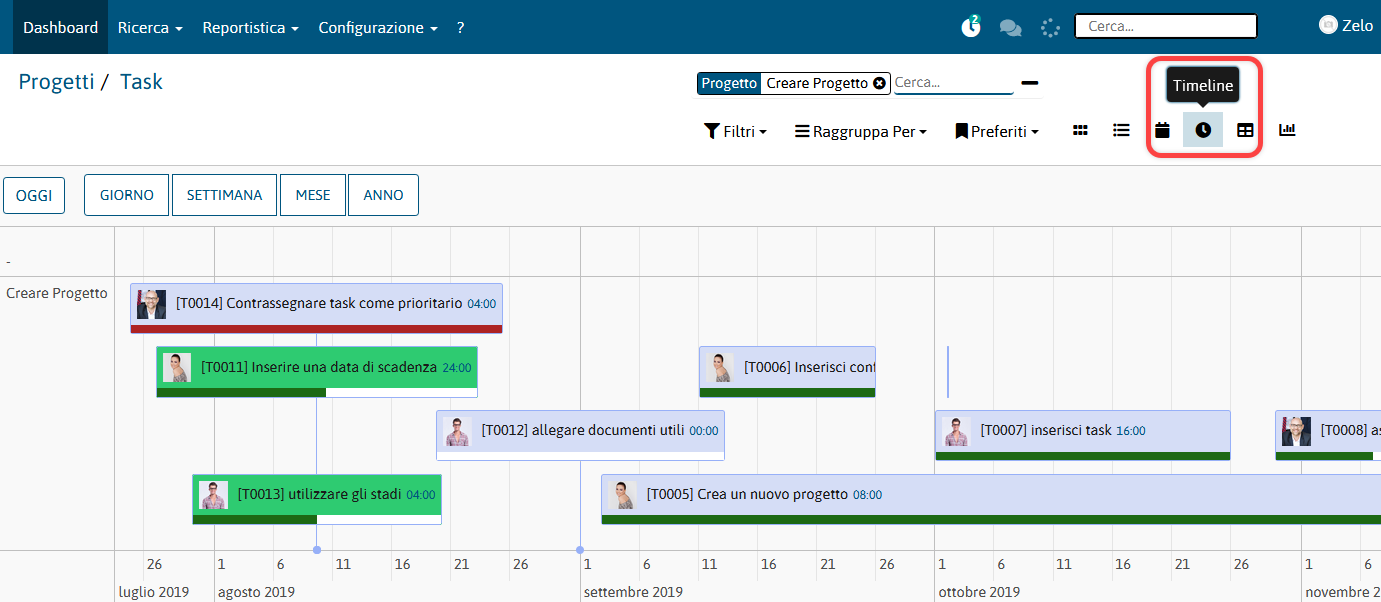 Dashboard Ricerca Reportistica Configurazione ? 2 Cerca... Zelo
Progetti / Task
Progetto Creare Progetto Cerca...
Timeline
Filtri Raggruppa Per Preferiti
OGGI GIORNO SETTIMANA MESE ANNO
-
Creare Progetto
[T0014] Contrassegnare task come prioritario 04:00
[T0011] Inserire una data di scadenza 24:00
[T0006] Inserisci conf
[T0012] allegare documenti utili 00:00
[T0007] inserisci task 16:00
[T0008] as
[T0013] utilizzare gli stadi 04:00
[T0005] Crea un nuovo progetto 08:00
26 1 6 11 16 21 26 1 6 11 16 21 26 1 6 11 16 21 26 1 6
luglio 2019 agosto 2019 settembre 2019 ottobre 2019 novembre 2